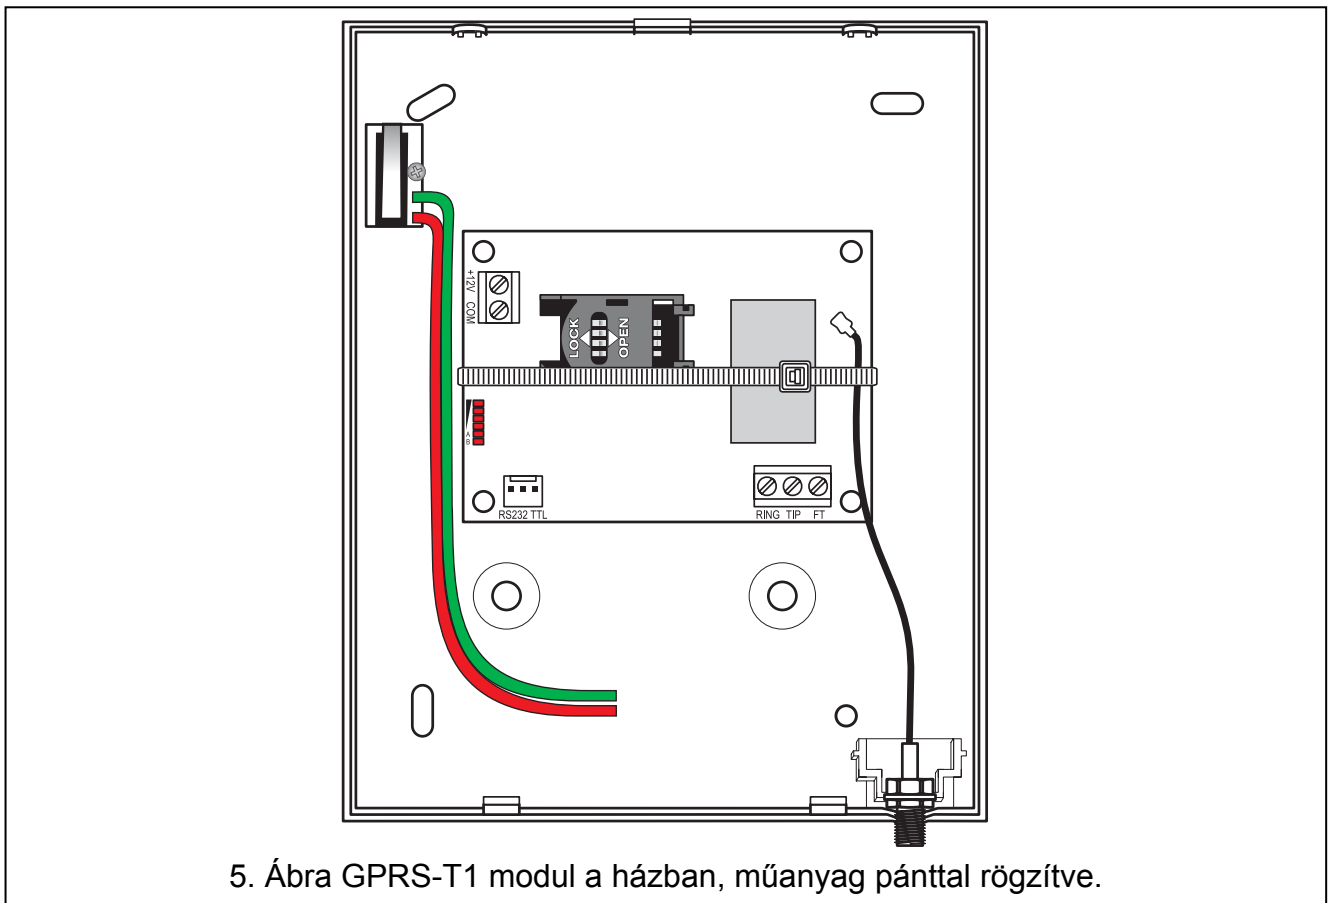 +12V COM
LOCK
OPEN
A
B
RS232 TTL
RING TIP FT
5. Ábra GPRS-T1 modul a házban, műanyag pánttal rögzítve.